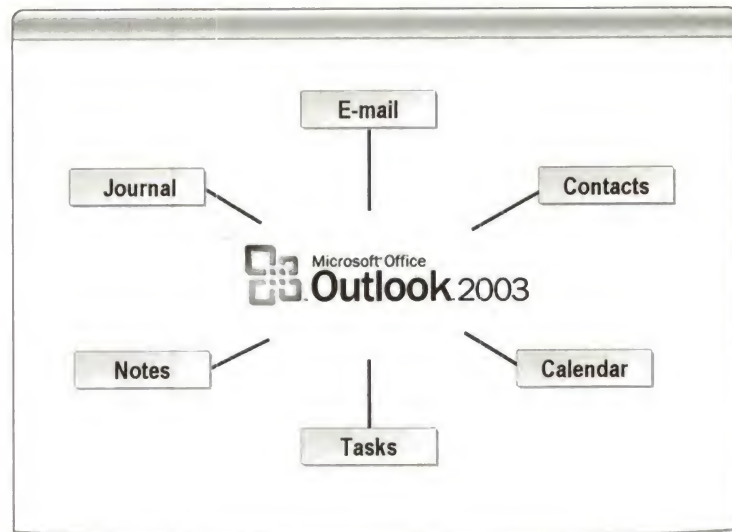 E-mail
Journal
Contacts
Microsoft Office
Outlook 2003
Notes
Calendar
Tasks